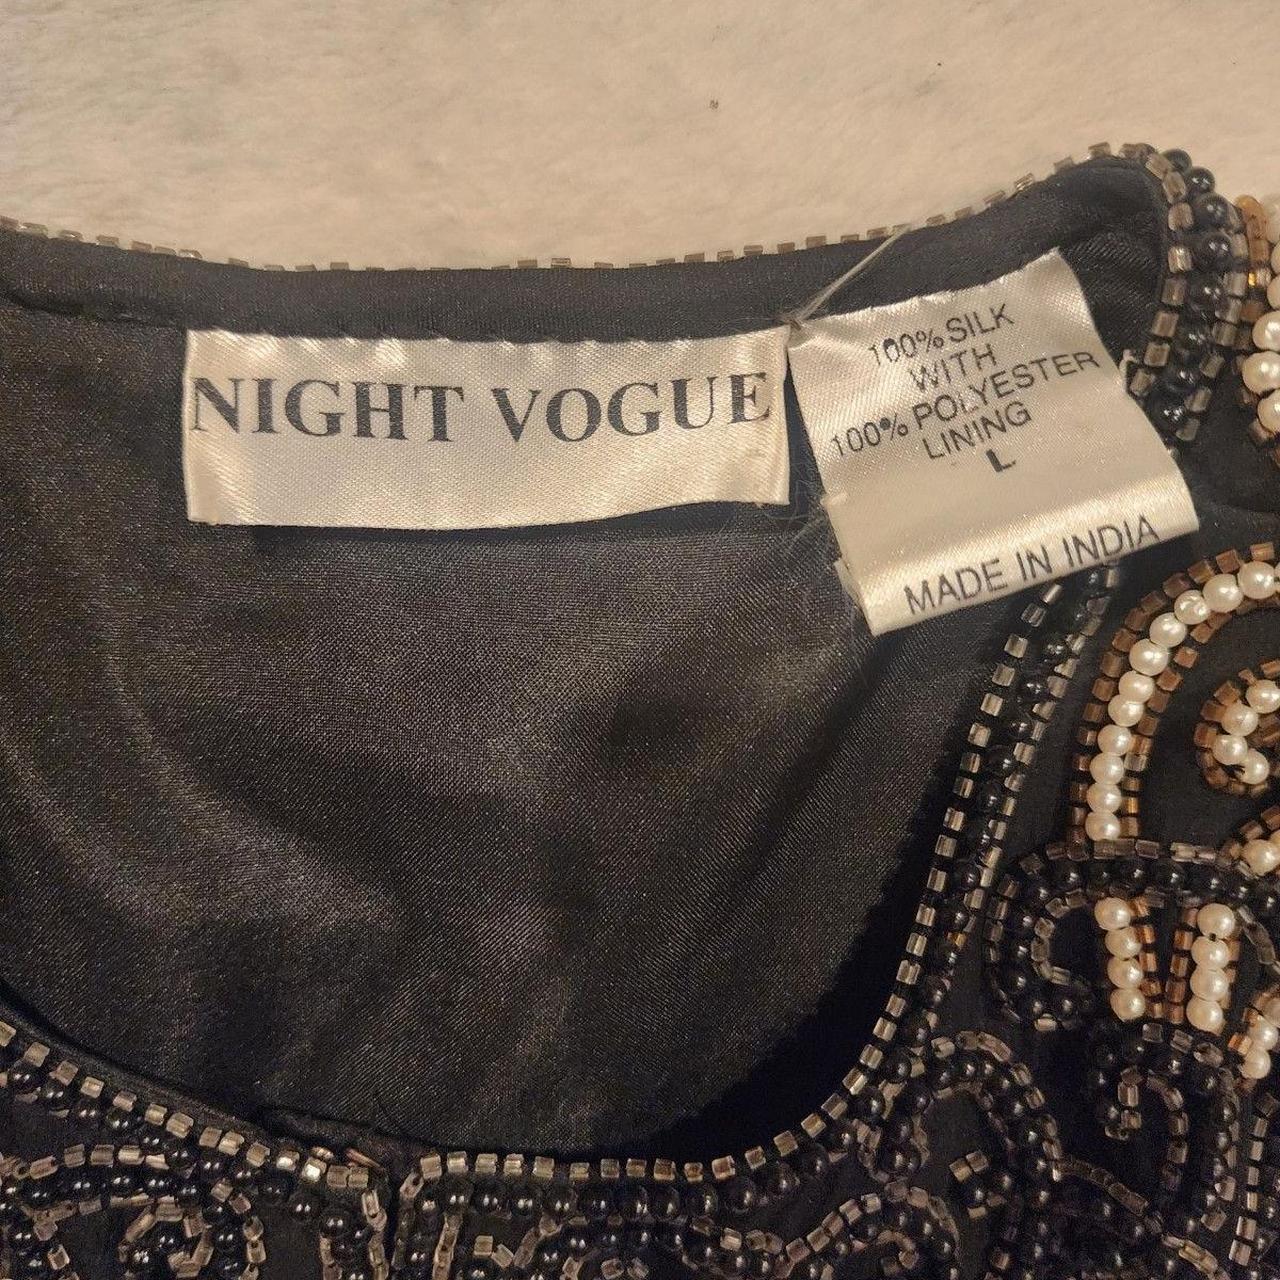 NIGHT VOGUE
100% SILK
WITH
100% POLYESTER
LINING
L
MADE IN INDIA